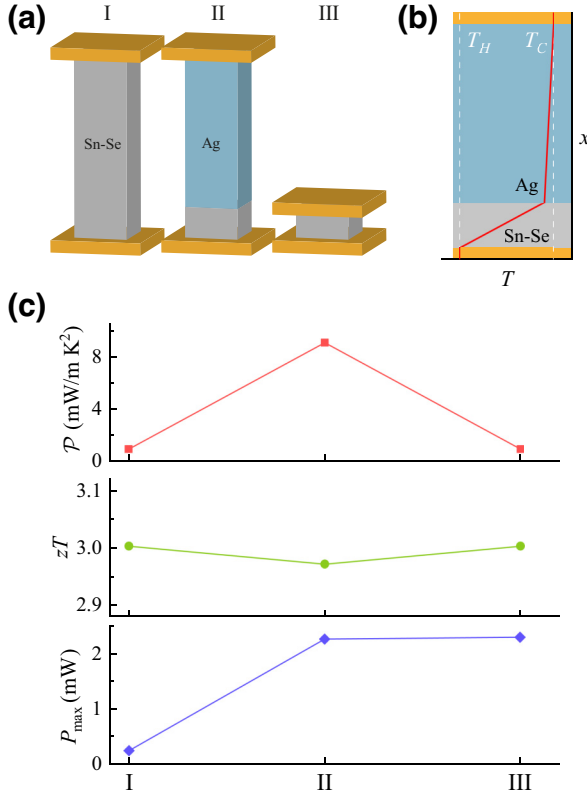 (a)
I II III
Sn-Se
Ag
(b)
T_H T_C
x
Ag
Sn-Se
T
(c)
𝒫 (mW/m K²)
8
4
0
zT
3.1
3.0
2.9
P_max (mW)
2
1
0
I II III